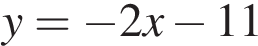 y = −2x − 11